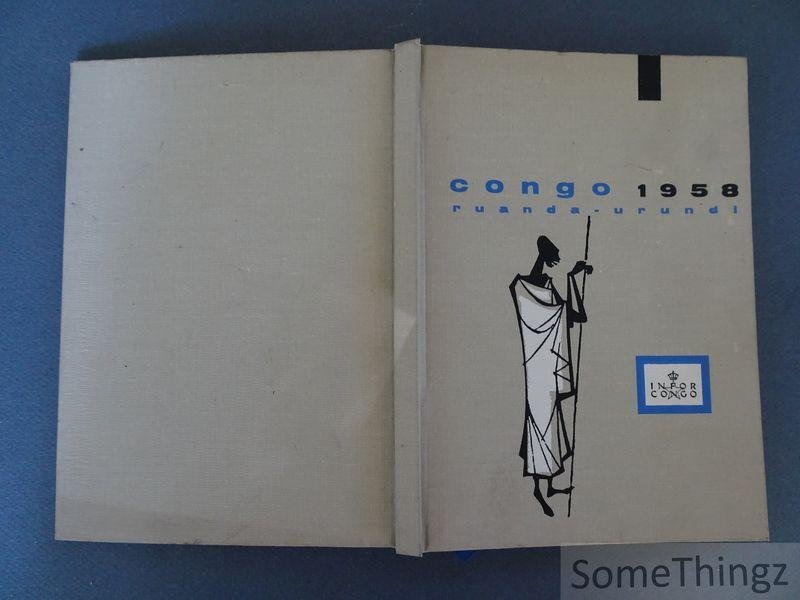 congo 1958
ruanda-urundi
INFOR
CONGO
SomeThingz